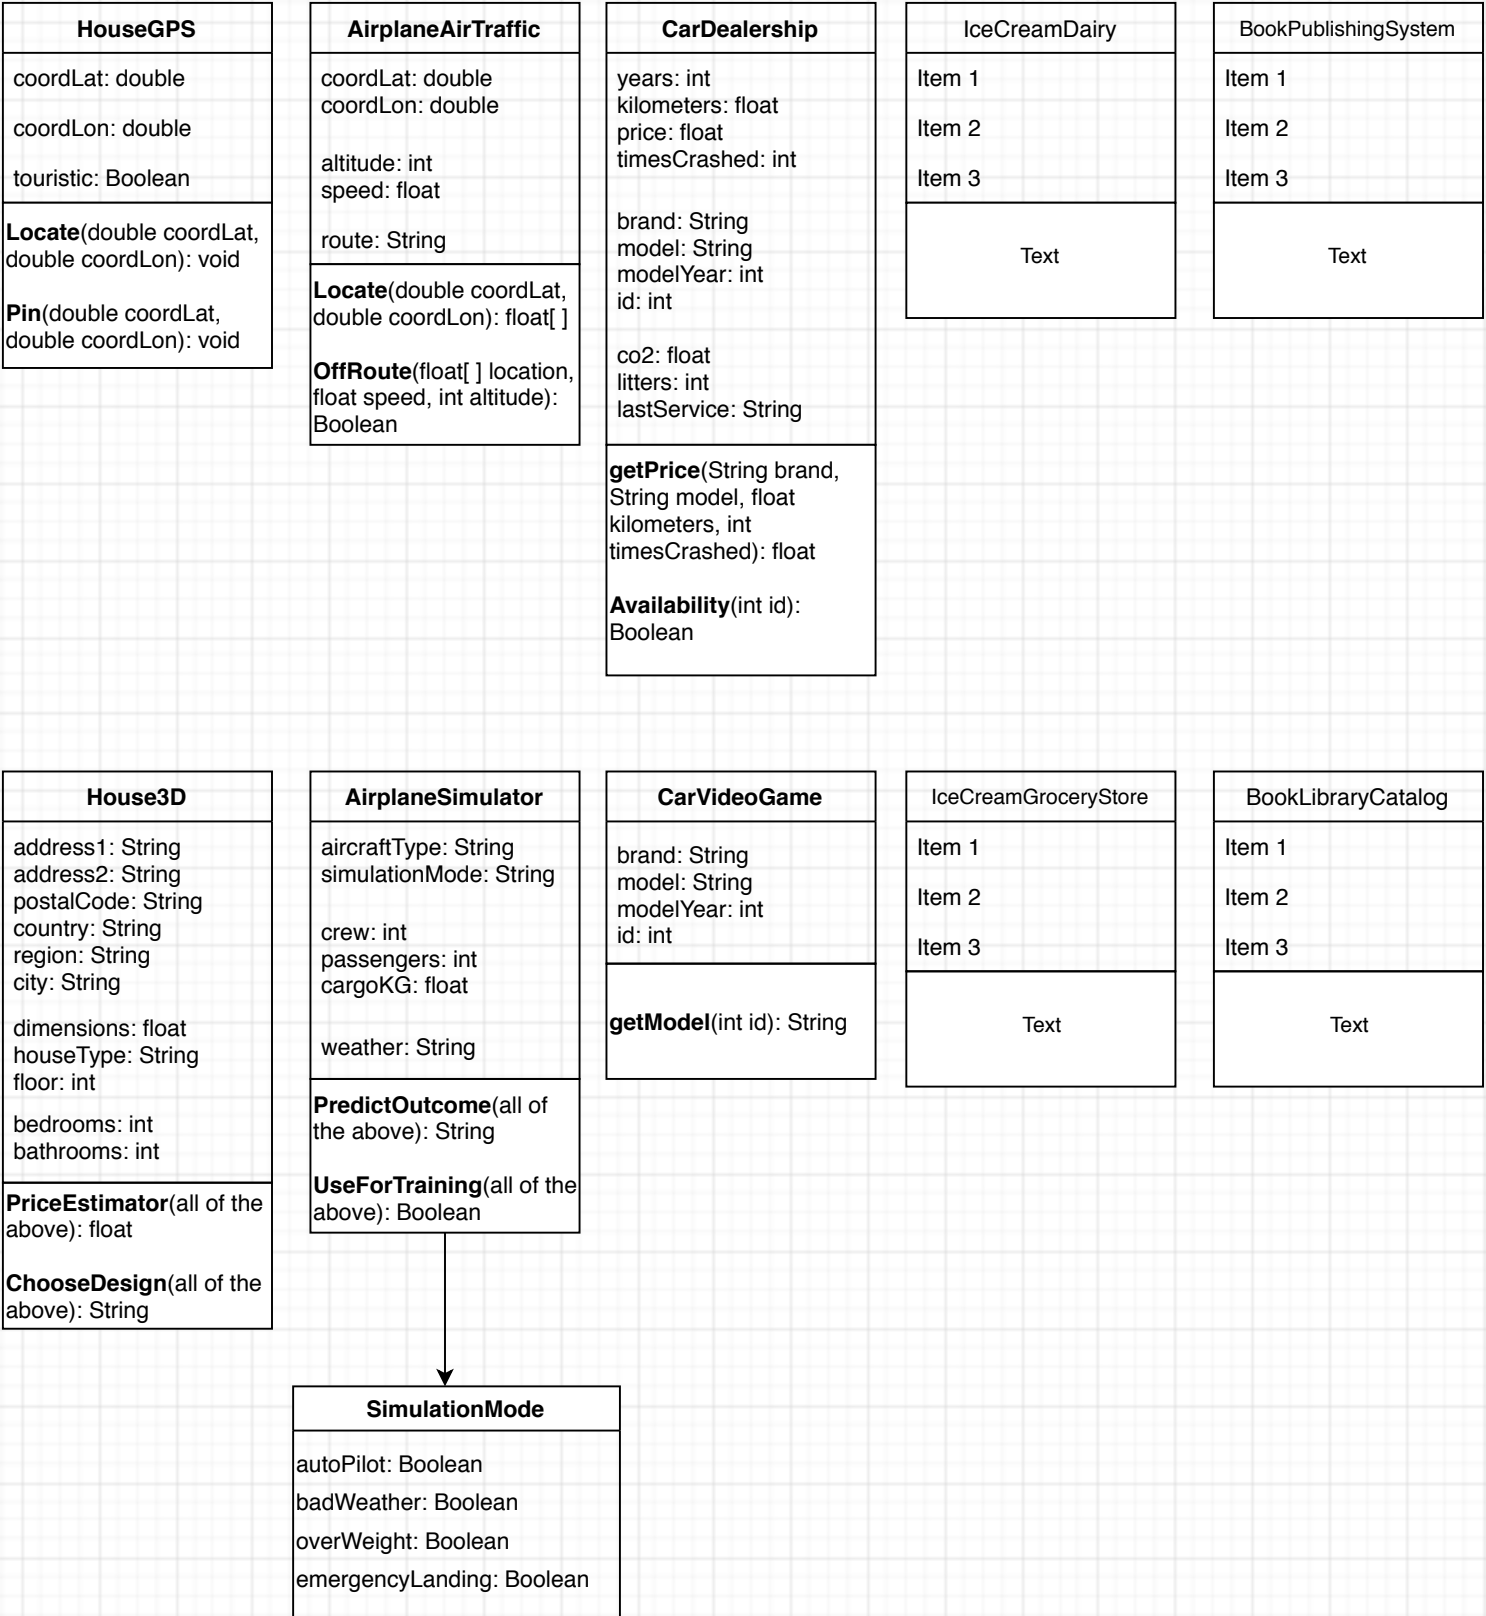 HouseGPS
coordLat: double
coordLon: double
touristic: Boolean
Locate(double coordLat,
double coordLon): void
Pin(double coordLat,
double coordLon): void
AirplaneAirTraffic
coordLat: double
coordLon: double
altitude: int
speed: float
route: String
Locate(double coordLat,
double coordLon): float[ ]
OffRoute(float[ ] location,
float speed, int altitude):
Boolean
CarDealership
years: int
kilometers: float
price: float
timesCrashed: int
brand: String
model: String
modelYear: int
id: int
co2: float
litters: int
lastService: String
getPrice(String brand,
String model, float
kilometers, int
timesCrashed): float
Availability(int id):
Boolean
IceCreamDairy
Item 1
Item 2
Item 3
Text
BookPublishingSystem
Item 1
Item 2
Item 3
Text
House3D
address1: String
address2: String
postalCode: String
country: String
region: String
city: String
dimensions: float
houseType: String
floor: int
bedrooms: int
bathrooms: int
PriceEstimator(all of the
above): float
ChooseDesign(all of the
above): String
AirplaneSimulator
aircraftType: String
simulationMode: String
crew: int
passengers: int
cargoKG: float
weather: String
PredictOutcome(all of
the above): String
UseForTraining(all of the
above): Boolean
CarVideoGame
brand: String
model: String
modelYear: int
id: int
getModel(int id): String
IceCreamGroceryStore
Item 1
Item 2
Item 3
Text
BookLibraryCatalog
Item 1
Item 2
Item 3
Text
SimulationMode
autoPilot: Boolean
badWeather: Boolean
overWeight: Boolean
emergencyLanding: Boolean